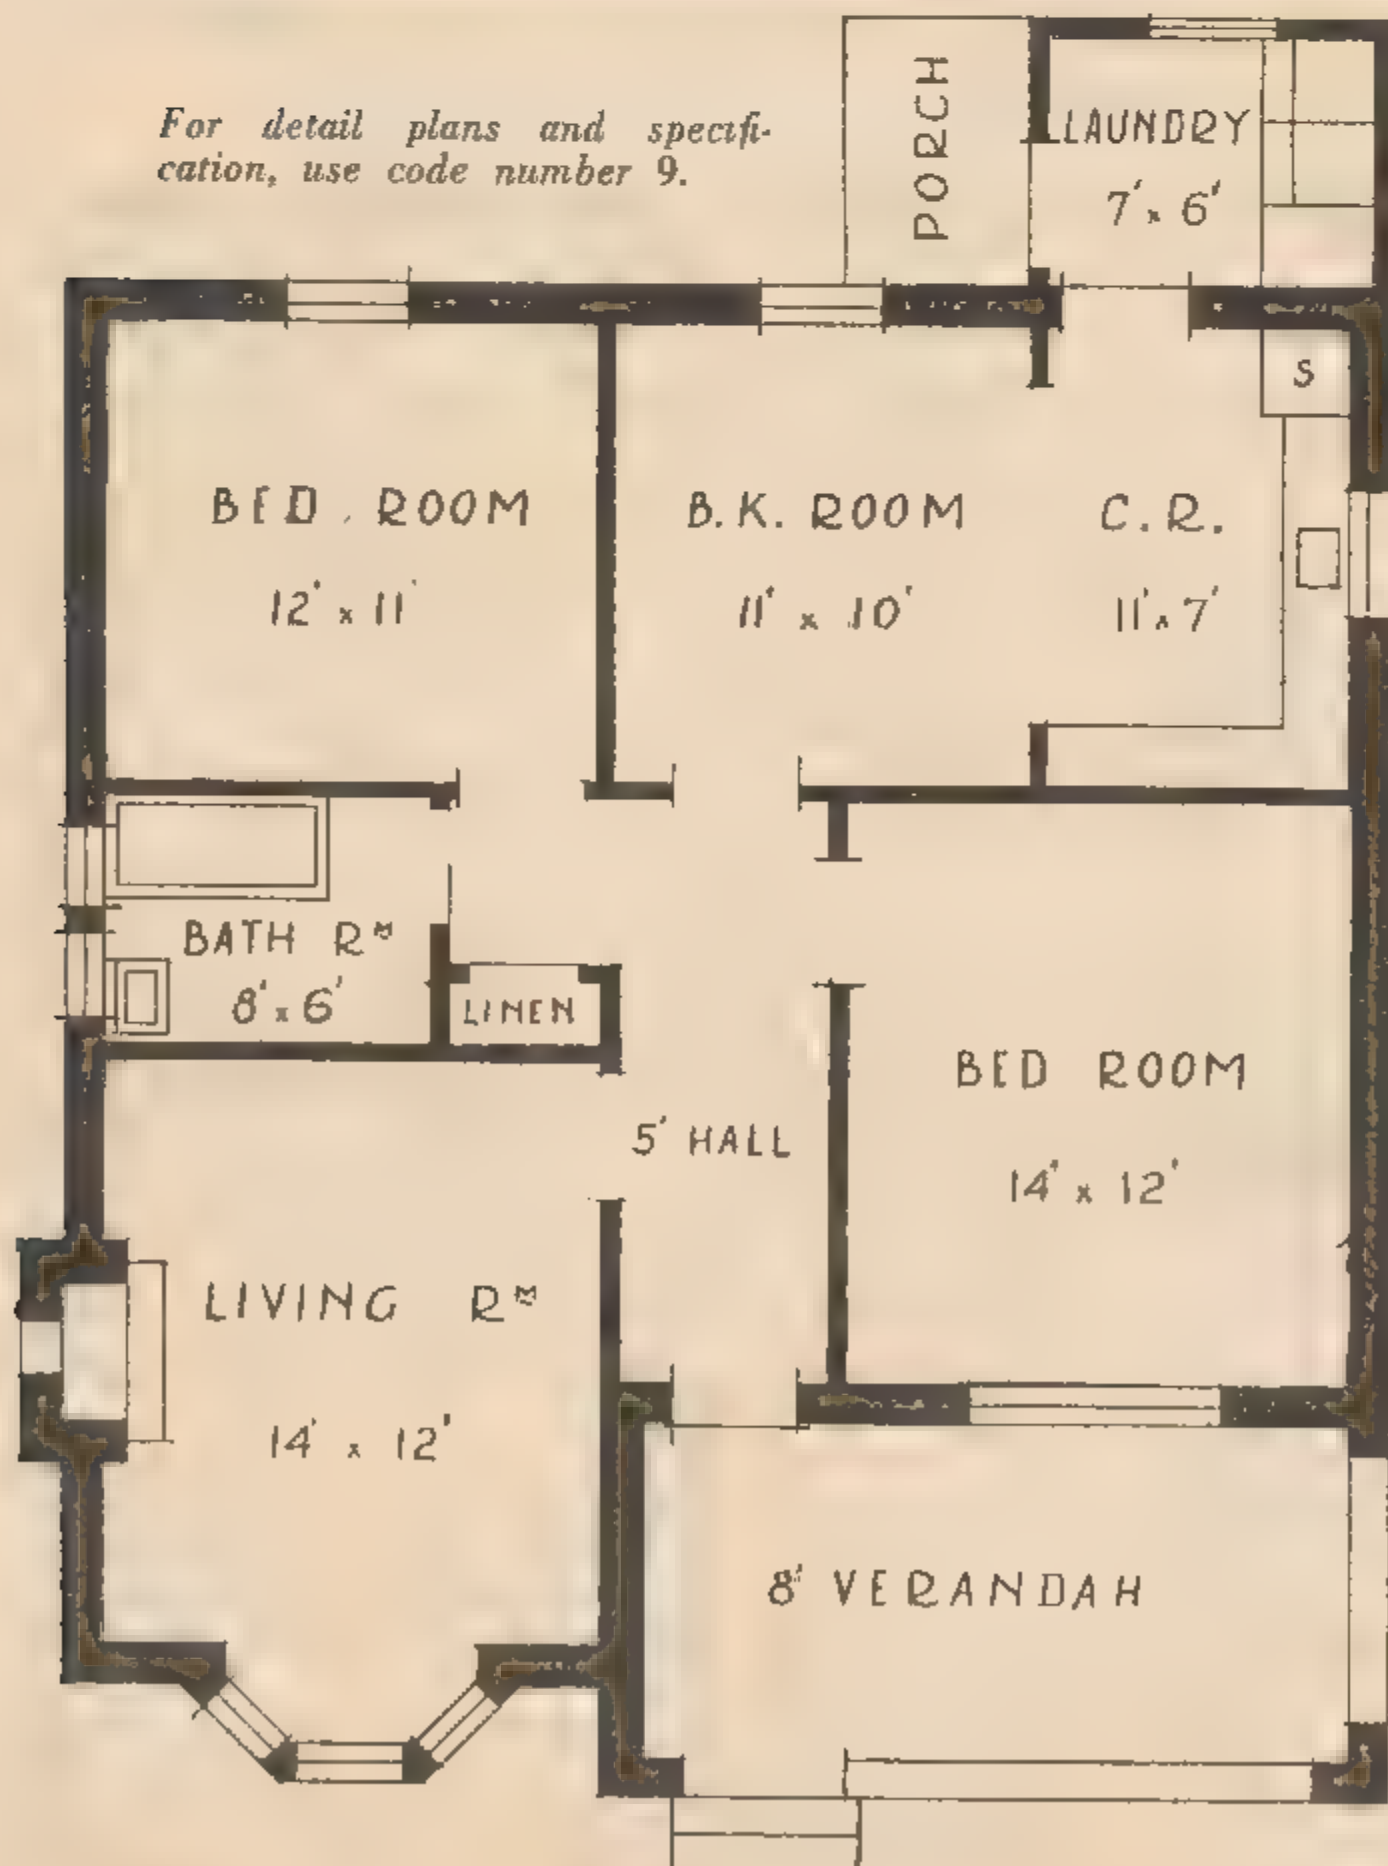 For detail plans and specifi-
cation, use code number 9.
PORCH
LAUNDRY
7' x 6'
S
BED ROOM
12' x 11'
B.K. ROOM
11' x 10'
C.R.
11' x 7'
BATH RM
8' x 6'
LINEN
5' HALL
BED ROOM
14' x 12'
LIVING RM
14' x 12'
8' VERANDAH